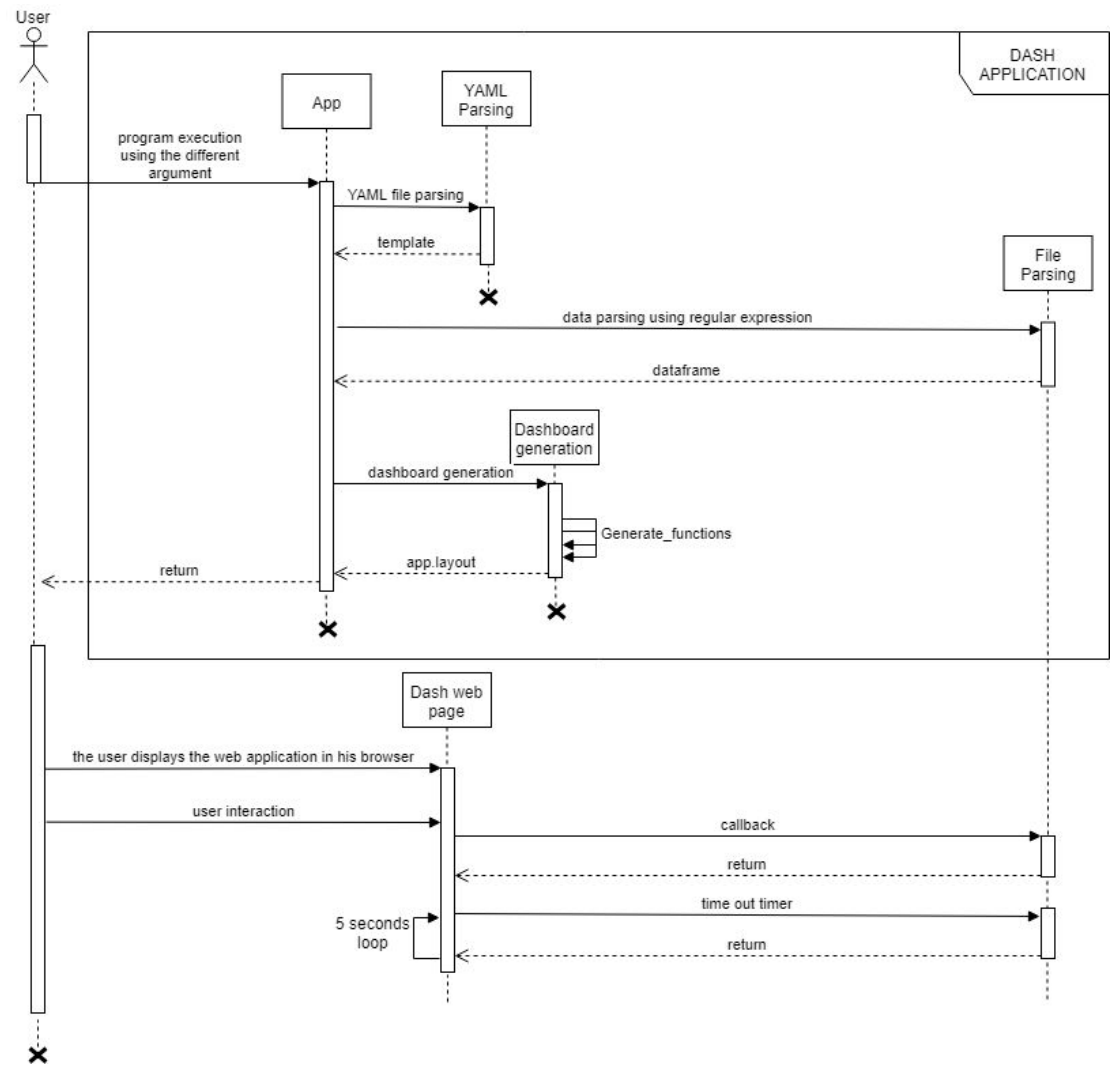 User
DASH
APPLICATION
App
YAML
Parsing
program execution
using the different
argument
YAML file parsing
template
File
Parsing
data parsing using regular expression
dataframe
Dashboard
generation
dashboard generation
Generate_functions
app.layout
return
Dash web
page
the user displays the web application in his browser
user interaction
callback
return
time out timer
5 seconds
loop
return